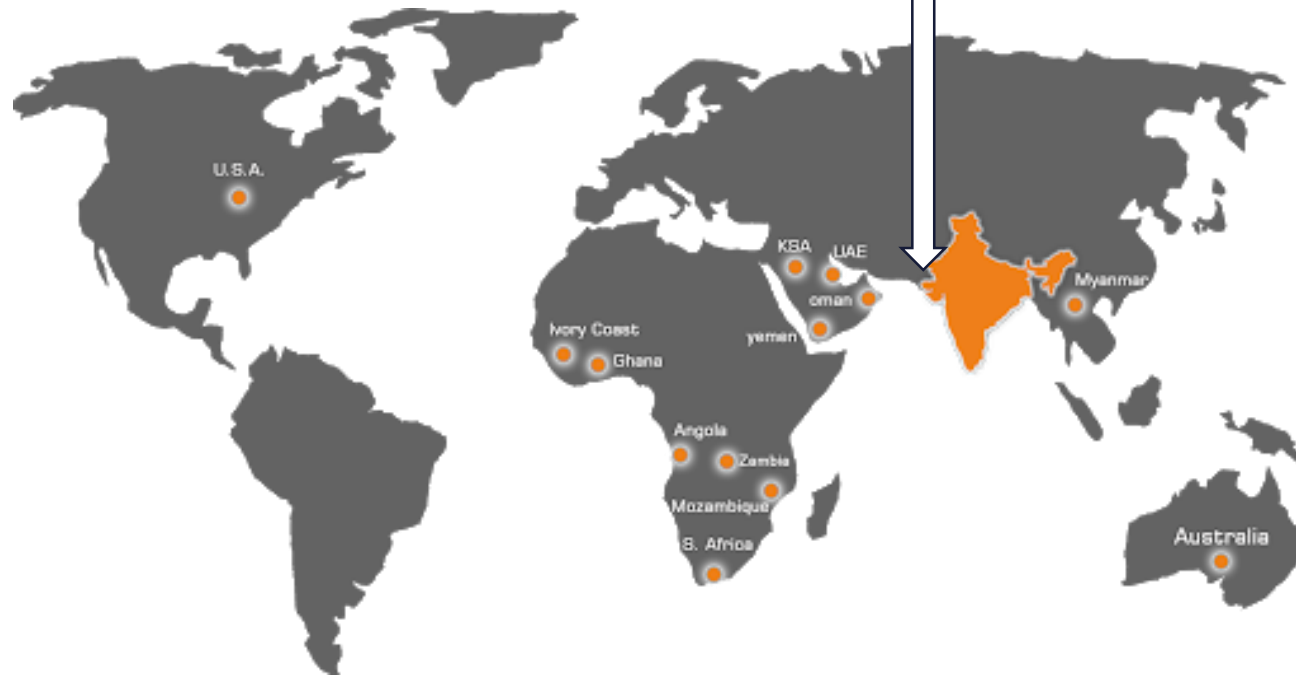 U.S.A.
KSA
UAE
oman
yemen
Myanmar
Ivory Coast
Ghana
Angola
Zambia
Mozambique
S. Africa
Australia